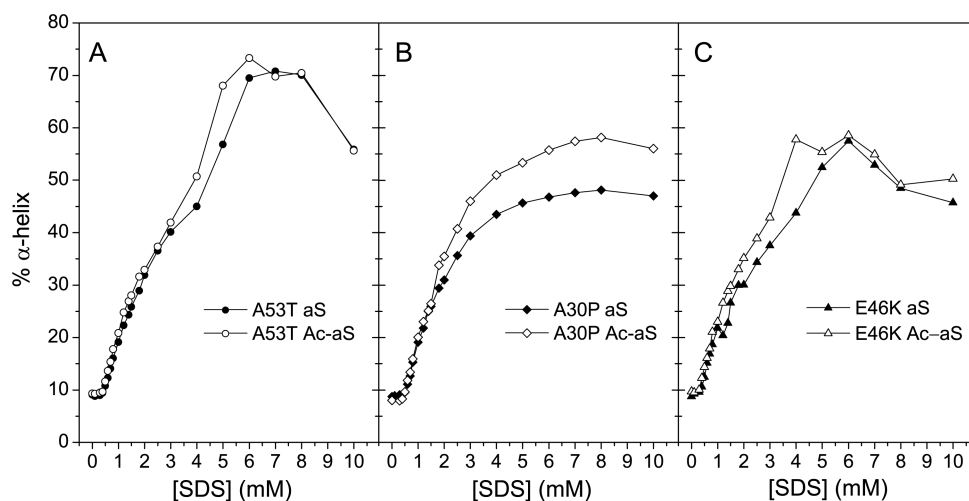 A
B
C
80
70
60
50
40
30
20
10
0
% α-helix
A53T aS
A53T Ac-aS
A30P aS
A30P Ac-aS
E46K aS
E46K Ac–aS
0 1 2 3 4 5 6 7 8 9 10
0 1 2 3 4 5 6 7 8 9 10
0 1 2 3 4 5 6 7 8 9 10
[SDS] (mM)
[SDS] (mM)
[SDS] (mM)